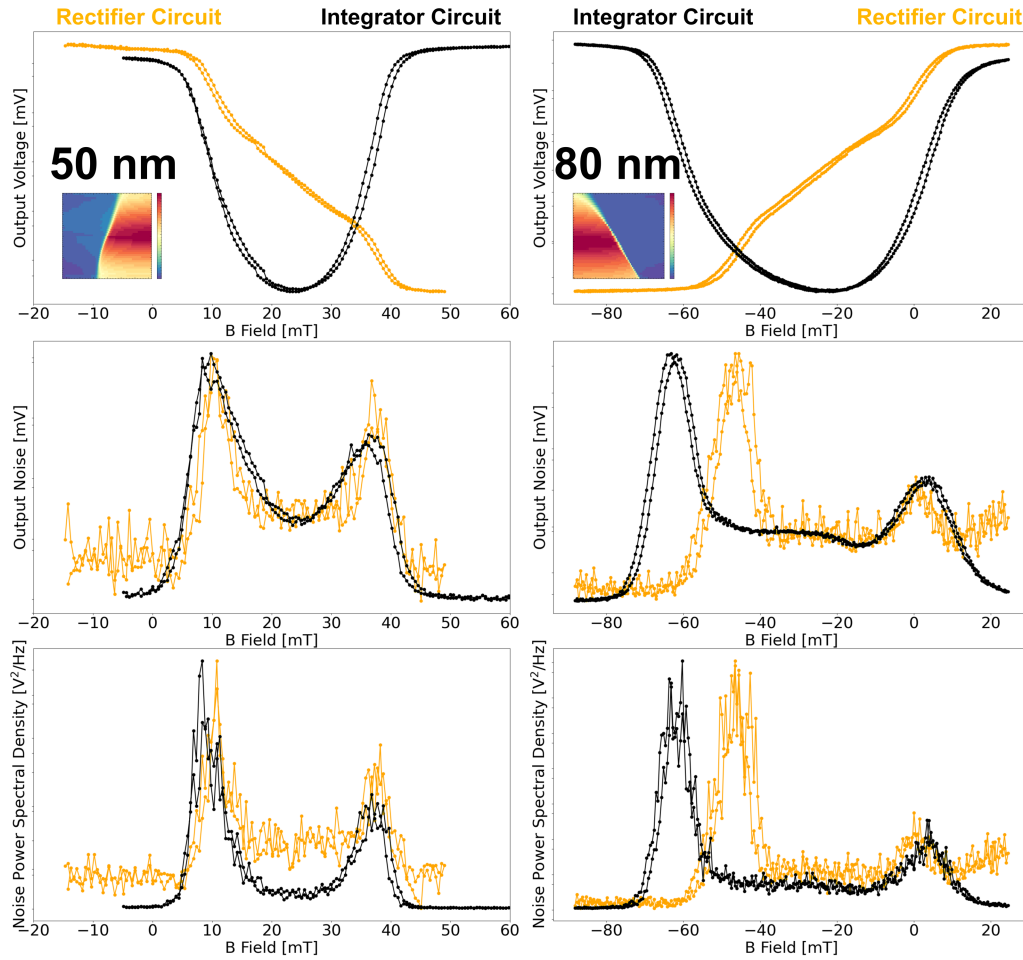 Rectifier Circuit Integrator Circuit
Integrator Circuit Rectifier Circuit
Output Voltage [mV]
50 nm
−20 −10 0 10 20 30 40 50 60
B Field [mT]
Output Voltage [mV]
80 nm
−80 −60 −40 −20 0 20
B Field [mT]
Output Noise [mV]
−20 −10 0 10 20 30 40 50 60
B Field [mT]
Output Noise [mV]
−80 −60 −40 −20 0 20
B Field [mT]
Noise Power Spectral Density [V²/Hz]
−20 −10 0 10 20 30 40 50 60
B Field [mT]
Noise Power Spectral Density [V²/Hz]
−80 −60 −40 −20 0 20
B Field [mT]